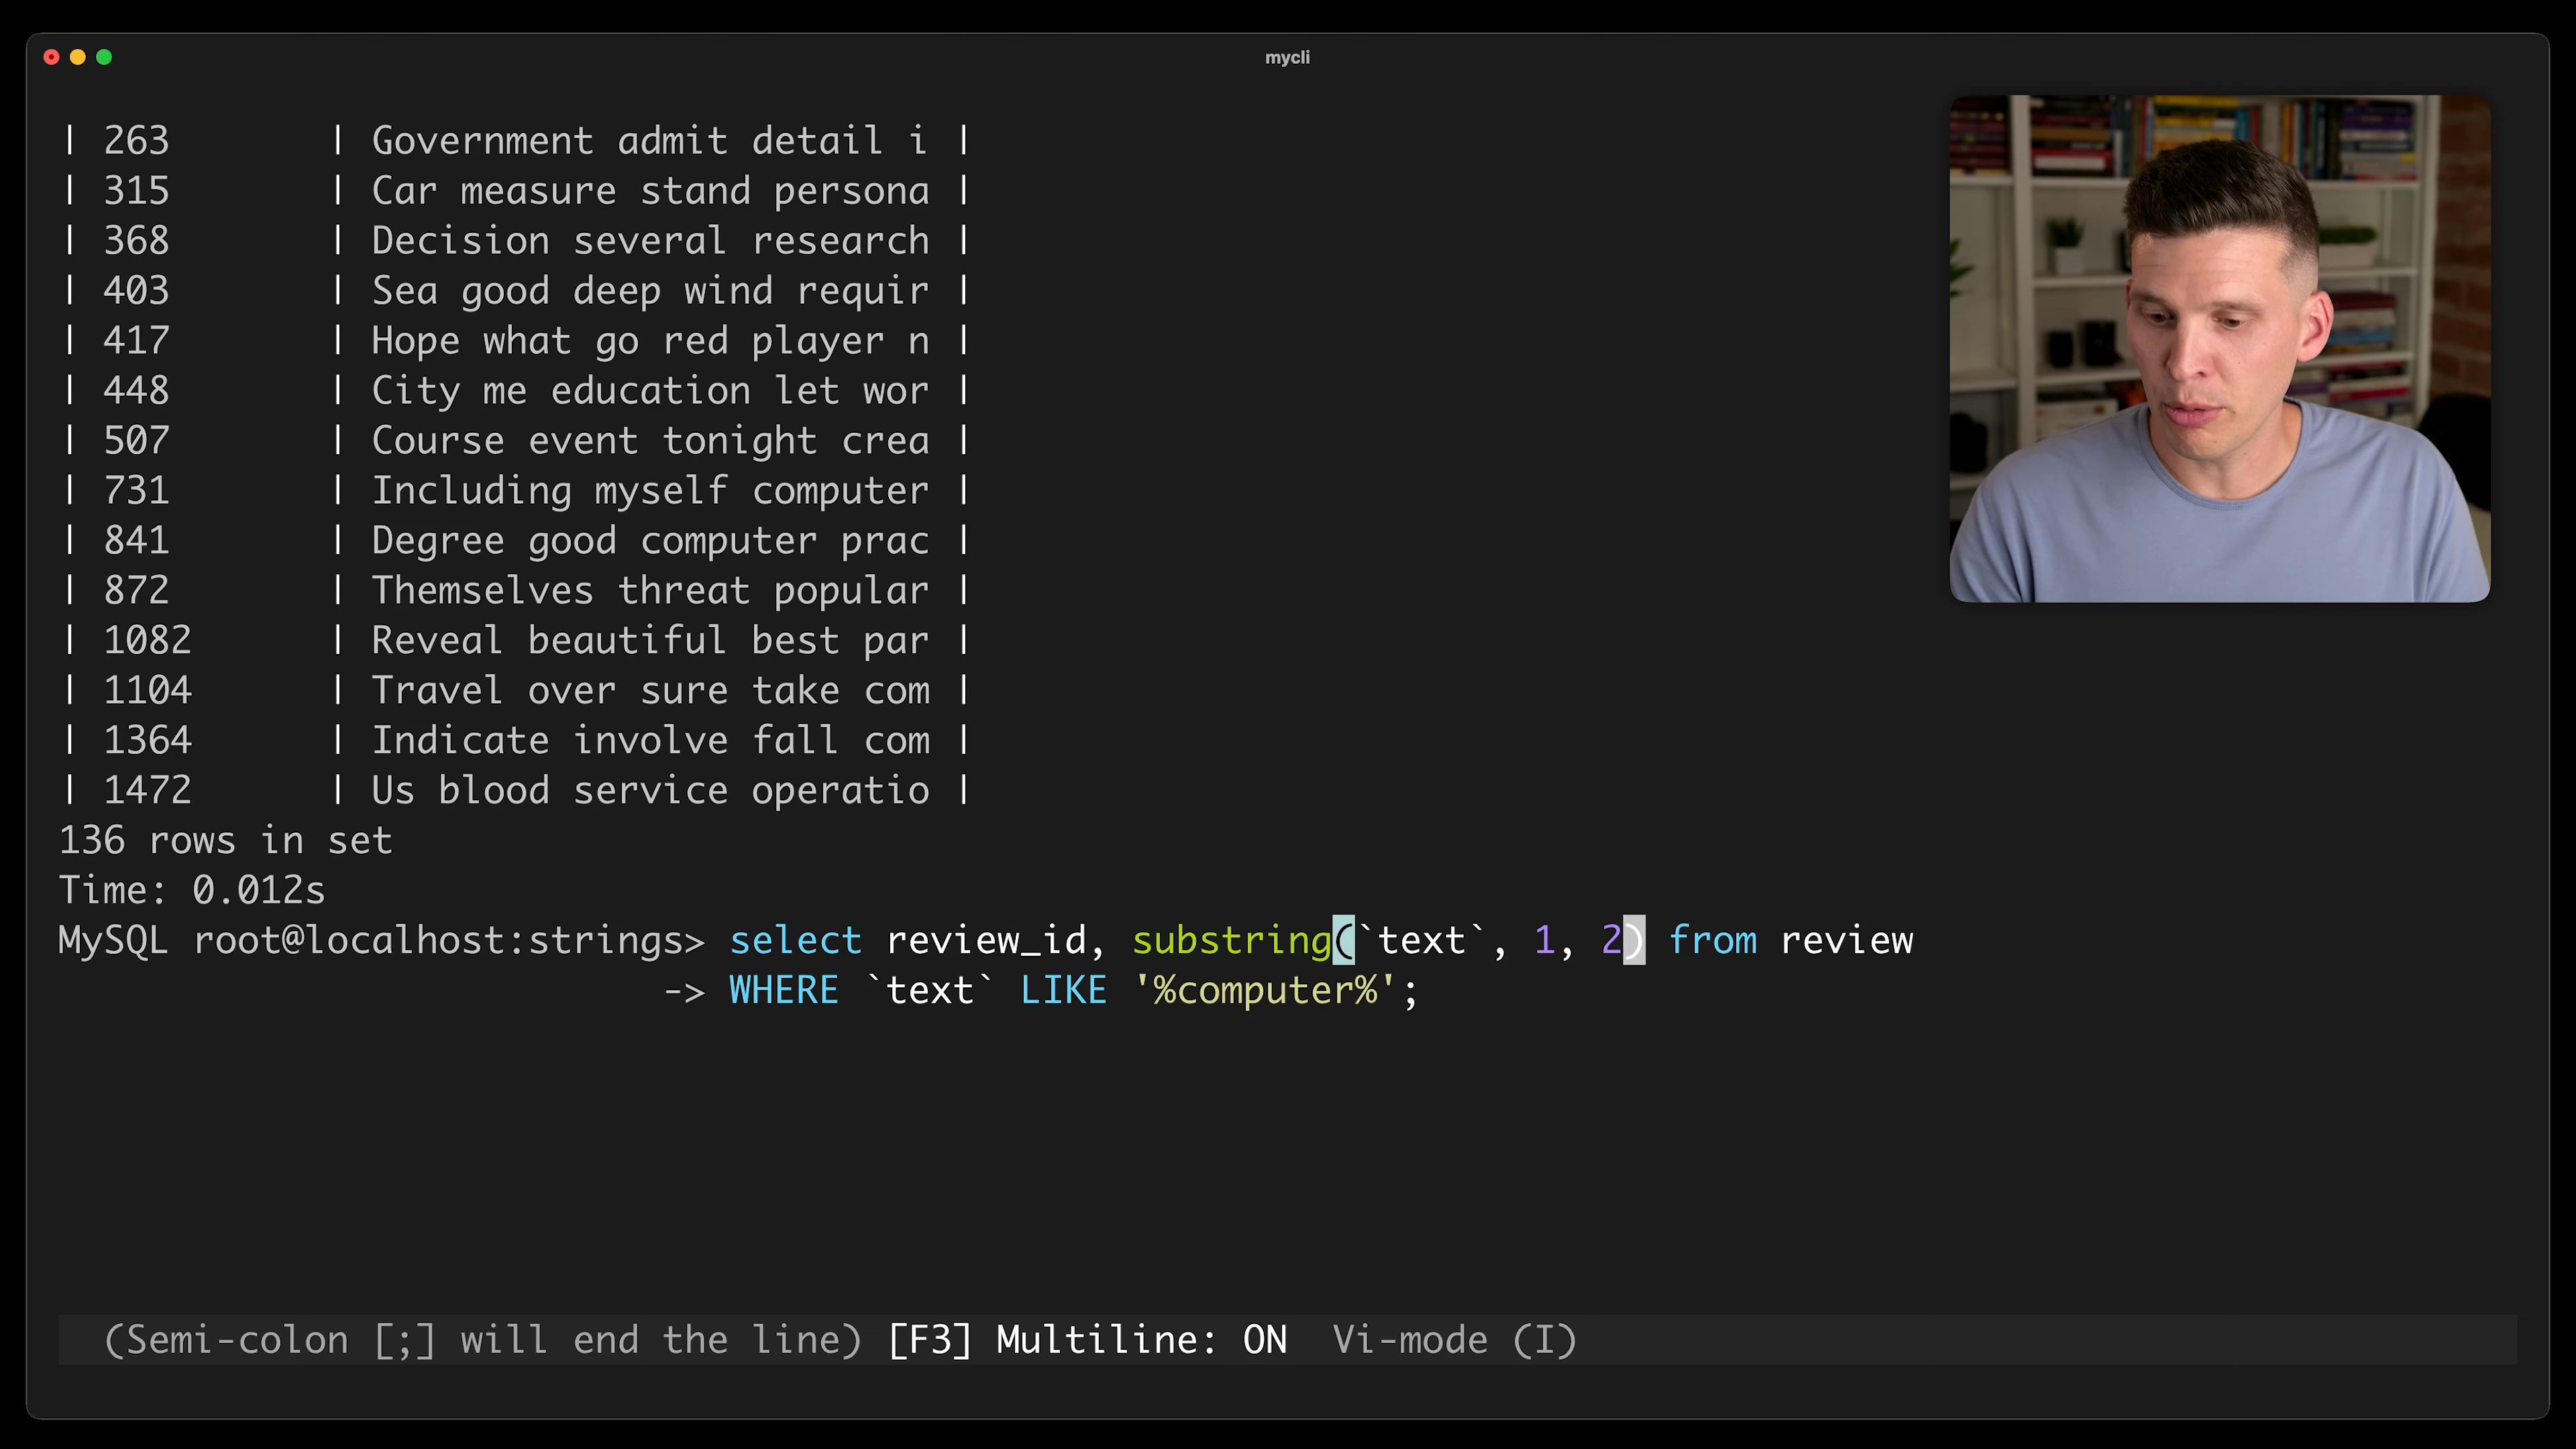 mycli
| 263 | Government admit detail i |
| 315 | Car measure stand persona |
| 368 | Decision several research |
| 403 | Sea good deep wind requir |
| 417 | Hope what go red player n |
| 448 | City me education let wor |
| 507 | Course event tonight crea |
| 731 | Including myself computer |
| 841 | Degree good computer prac |
| 872 | Themselves threat popular |
| 1082 | Reveal beautiful best par |
| 1104 | Travel over sure take com |
| 1364 | Indicate involve fall com |
| 1472 | Us blood service operatio |
136 rows in set
Time: 0.012s
MySQL root@localhost:strings> select review_id, substring(`text`, 1, 2) from review
-> WHERE `text` LIKE '%computer%';
(Semi-colon [;] will end the line) [F3] Multiline: ON Vi-mode (I)